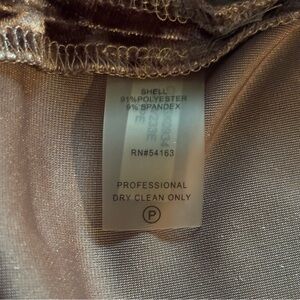 SHELL
91%POLYESTER
9% SPANDEX
RN#54163
PROFESSIONAL
DRY CLEAN ONLY
P